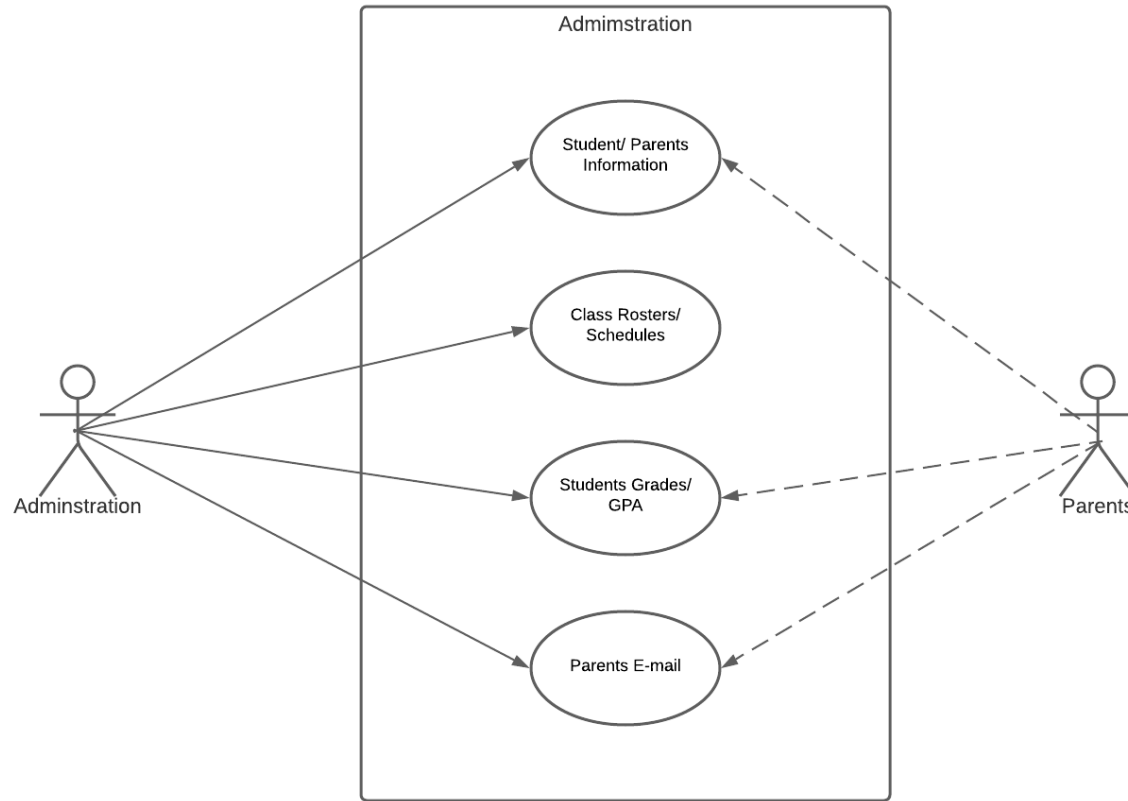 Admimstration
Student/ Parents
Information
Class Rosters/
Schedules
Adminstration
Parents
Students Grades/
GPA
Parents E-mail